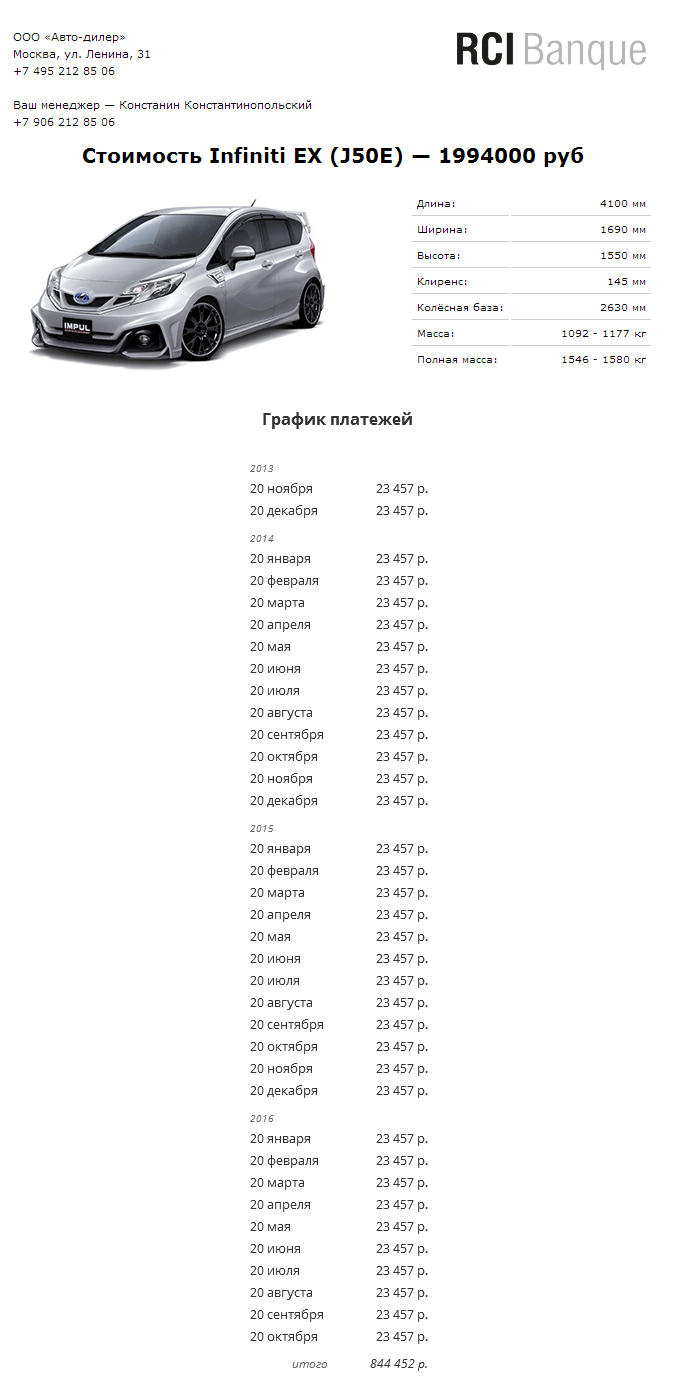 ООО «Авто-дилер»
Москва, ул. Ленина, 31
+7 495 212 85 06
RCI Banque
Ваш менеджер — Констанин Константинопольский
+7 906 212 85 06
Стоимость Infiniti EX (J50E) — 1994000 руб
Длина: 4100 мм
Ширина: 1690 мм
Высота: 1550 мм
Клиренс: 145 мм
Колёсная база: 2630 мм
Масса: 1092 - 1177 кг
Полная масса: 1546 - 1580 кг
IMPUL
График платежей
2013
20 ноября 23 457 р.
20 декабря 23 457 р.
2014
20 января 23 457 р.
20 февраля 23 457 р.
20 марта 23 457 р.
20 апреля 23 457 р.
20 мая 23 457 р.
20 июня 23 457 р.
20 июля 23 457 р.
20 августа 23 457 р.
20 сентября 23 457 р.
20 октября 23 457 р.
20 ноября 23 457 р.
20 декабря 23 457 р.
2015
20 января 23 457 р.
20 февраля 23 457 р.
20 марта 23 457 р.
20 апреля 23 457 р.
20 мая 23 457 р.
20 июня 23 457 р.
20 июля 23 457 р.
20 августа 23 457 р.
20 сентября 23 457 р.
20 октября 23 457 р.
20 ноября 23 457 р.
20 декабря 23 457 р.
2016
20 января 23 457 р.
20 февраля 23 457 р.
20 марта 23 457 р.
20 апреля 23 457 р.
20 мая 23 457 р.
20 июня 23 457 р.
20 июля 23 457 р.
20 августа 23 457 р.
20 сентября 23 457 р.
20 октября 23 457 р.
итого 844 452 р.